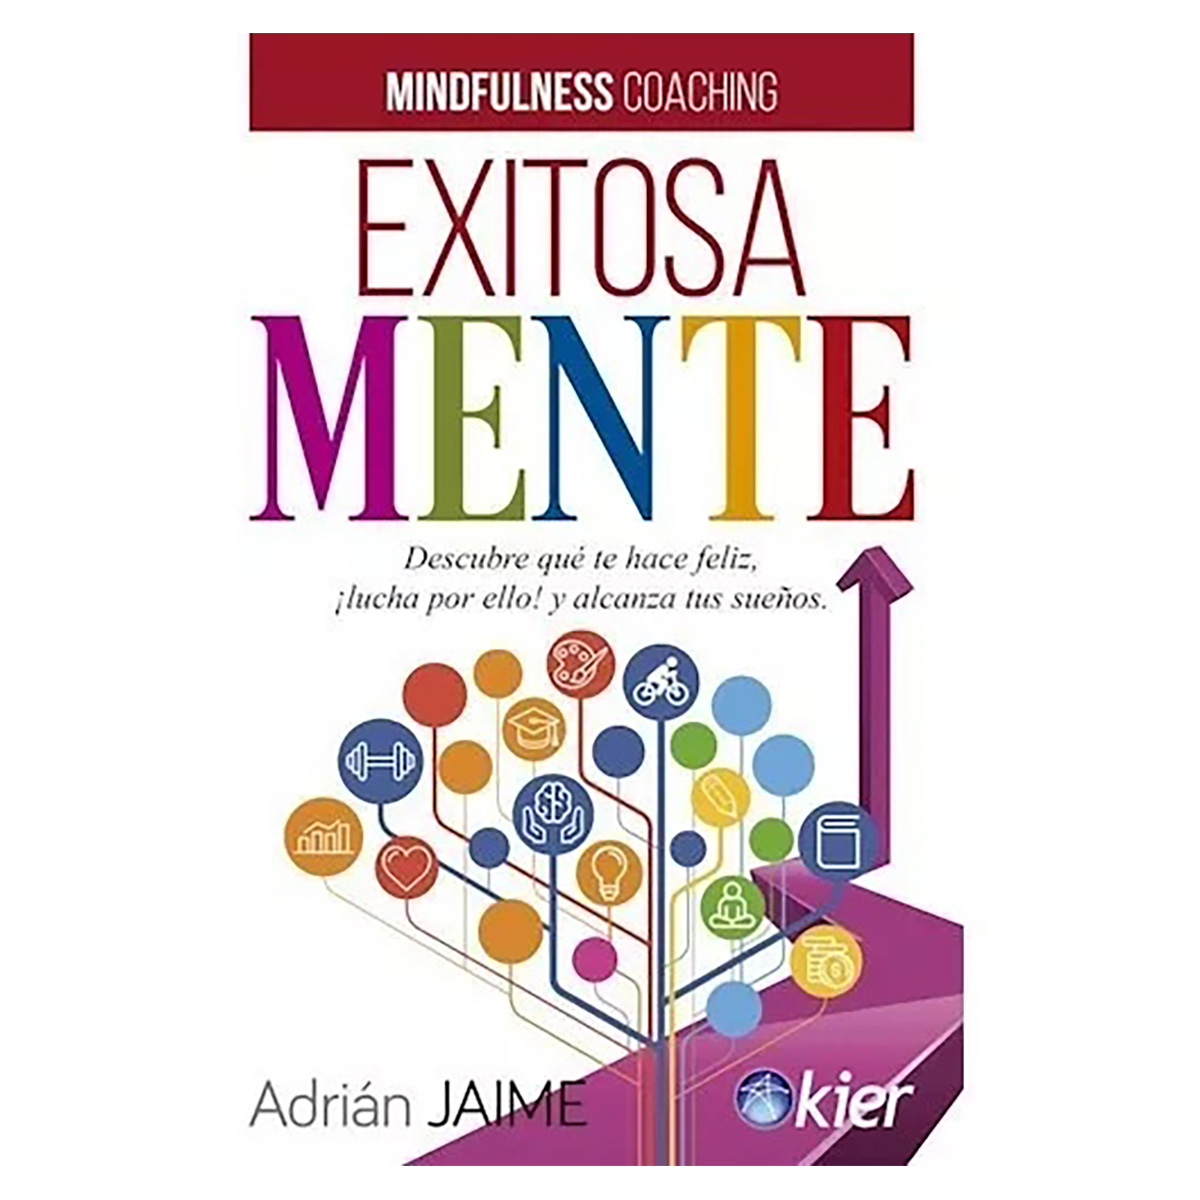 MINDFULNESS COACHING
EXITOSA
MENTE
Descubre qué te hace feliz,
¡lucha por ello! y alcanza tus sueños.
$
Adrián JAIME
kier